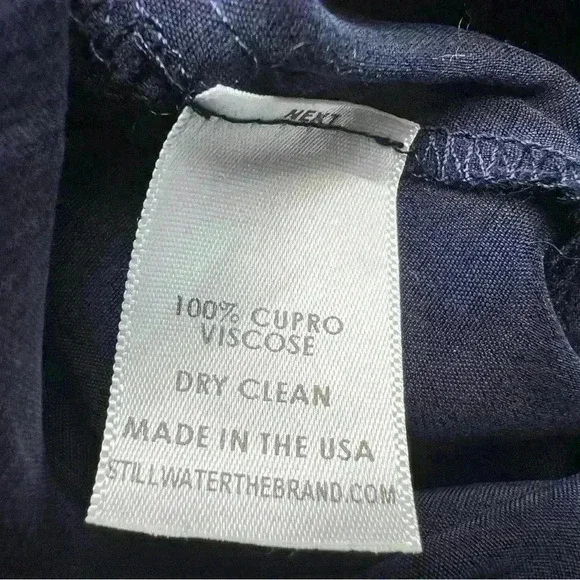 NEXT
100% CUPRO
VISCOSE
DRY CLEAN
MADE IN THE USA
STILLWATERTHEBRAND.COM